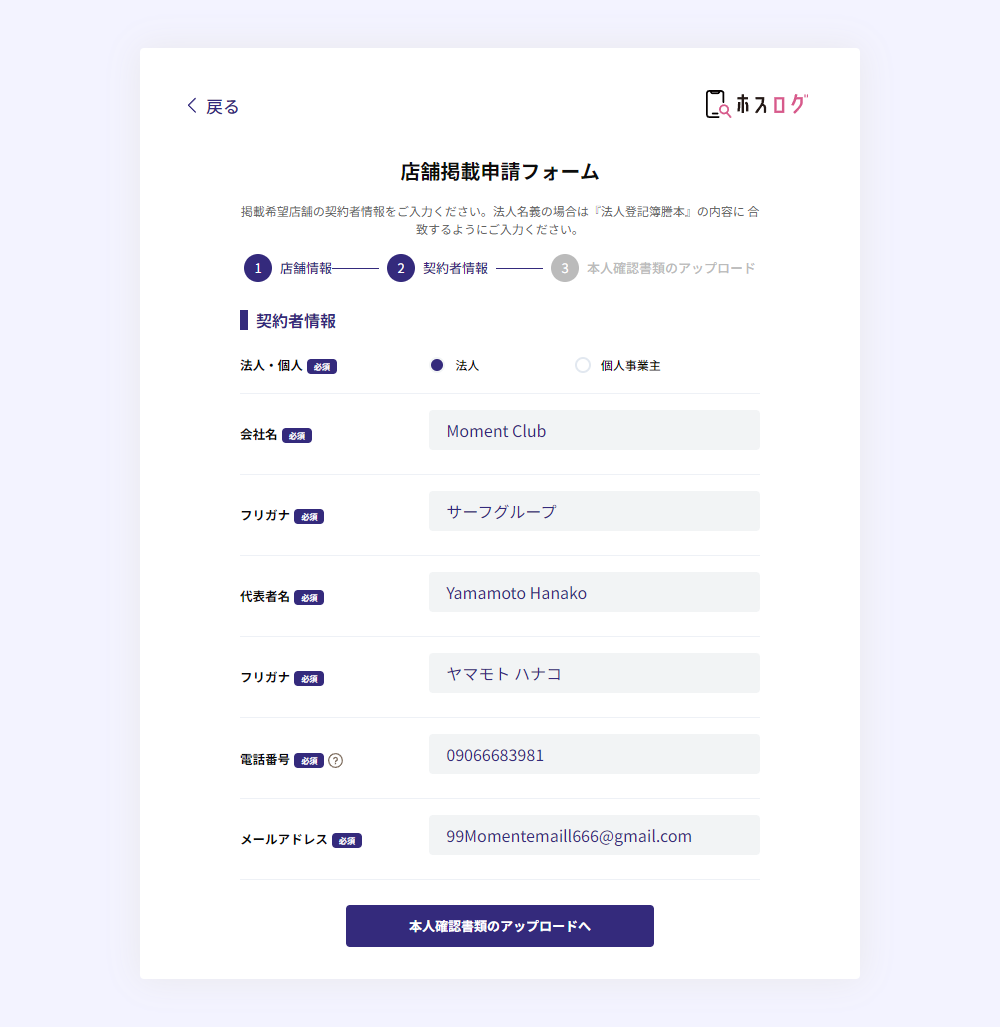 戻る
ホスログ
店舗掲載申請フォーム
掲載希望店舗の契約者情報をご入力ください。法人名義の場合は『法人登記簿謄本』の内容に 合
致するようにご入力ください。
1 店舗情報 2 契約者情報 3 本人確認書類のアップロード
契約者情報
法人・個人 必須 法人 個人事業主
会社名 必須 Moment Club
フリガナ 必須 サーフグループ
代表者名 必須 Yamamoto Hanako
フリガナ 必須 ヤマモト ハナコ
電話番号 必須 ? 09066683981
メールアドレス 必須 99Momentemaill666@gmail.com
本人確認書類のアップロードへ